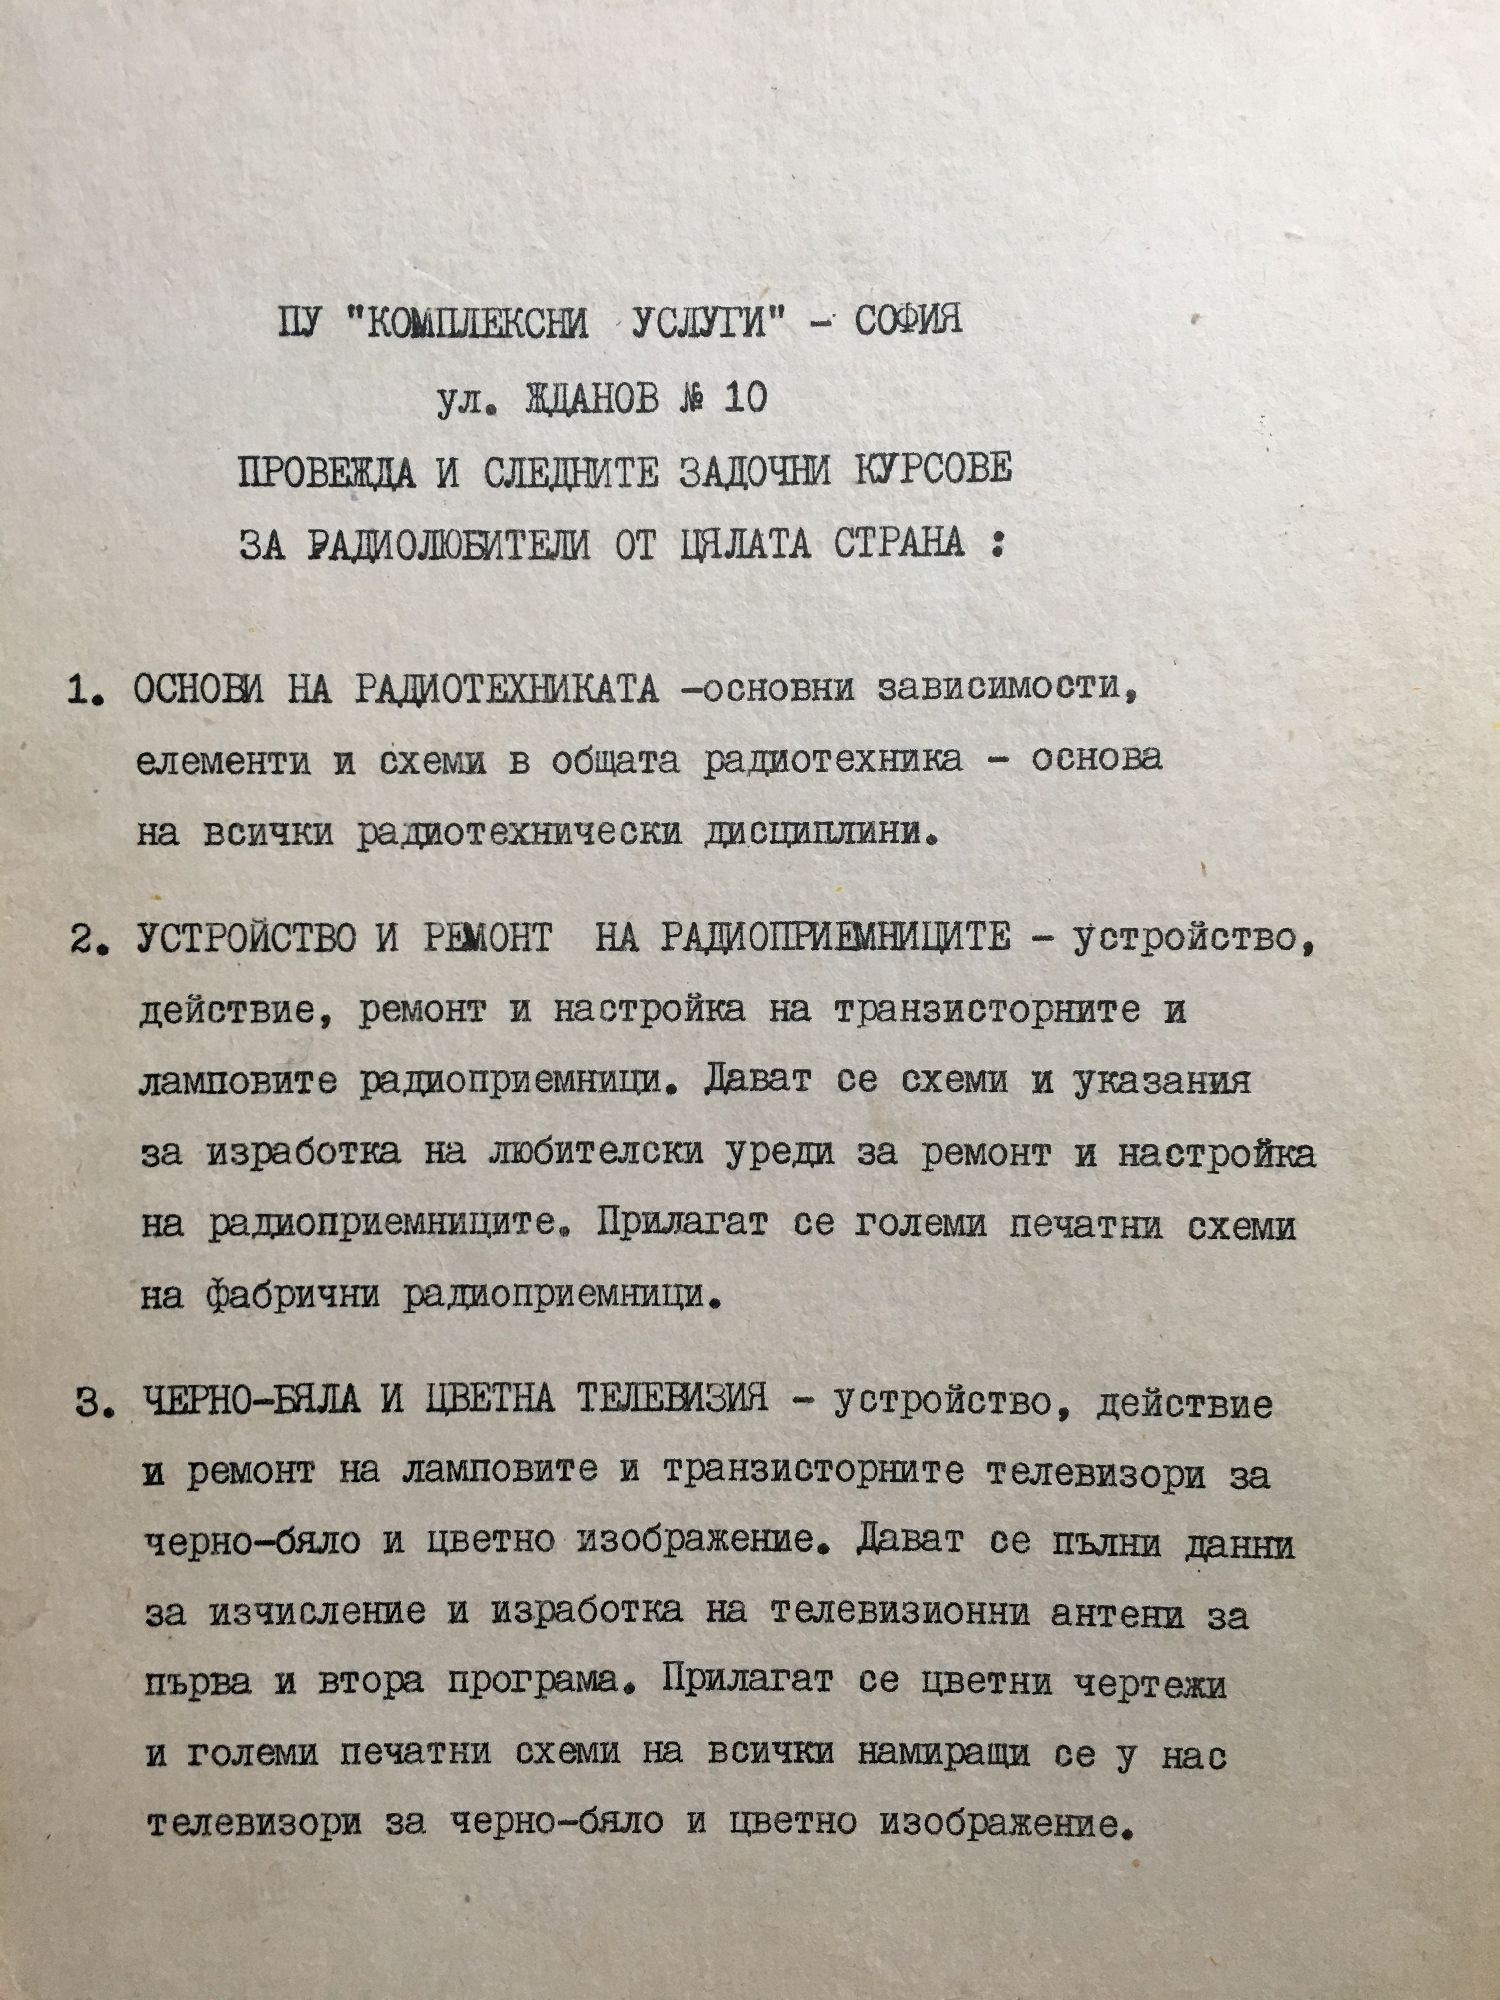 ПУ "КОМПЛЕКСНИ УСЛУГИ" - СОФИЯ
ул. ЖДАНОВ № 10
ПРОВЕЖДА И СЛЕДНИТЕ ЗАДОЧНИ КУРСОВЕ
ЗА РАДИОЛЮБИТЕЛИ ОТ ЦЯЛАТА СТРАНА :
1. ОСНОВИ НА РАДИОТЕХНИКАТА -основни зависимости,
елементи и схеми в общата радиотехника - основа
на всички радиотехнически дисциплини.
2. УСТРОЙСТВО И РЕМОНТ НА РАДИОПРИЕМНИЦИТЕ - устройство,
действие, ремонт и настройка на транзисторните и
ламповите радиоприемници. Дават се схеми и указания
за изработка на любителски уреди за ремонт и настройка
на радиоприемниците. Прилагат се големи печатни схеми
на фабрични радиоприемници.
3. ЧЕРНО-БЯЛА И ЦВЕТНА ТЕЛЕВИЗИЯ - устройство, действие
и ремонт на ламповите и транзисторните телевизори за
черно-бяло и цветно изображение. Дават се пълни данни
за изчисление и изработка на телевизионни антени за
първа и втора програма. Прилагат се цветни чертежи
и големи печатни схеми на всички намиращи се у нас
телевизори за черно-бяло и цветно изображение.